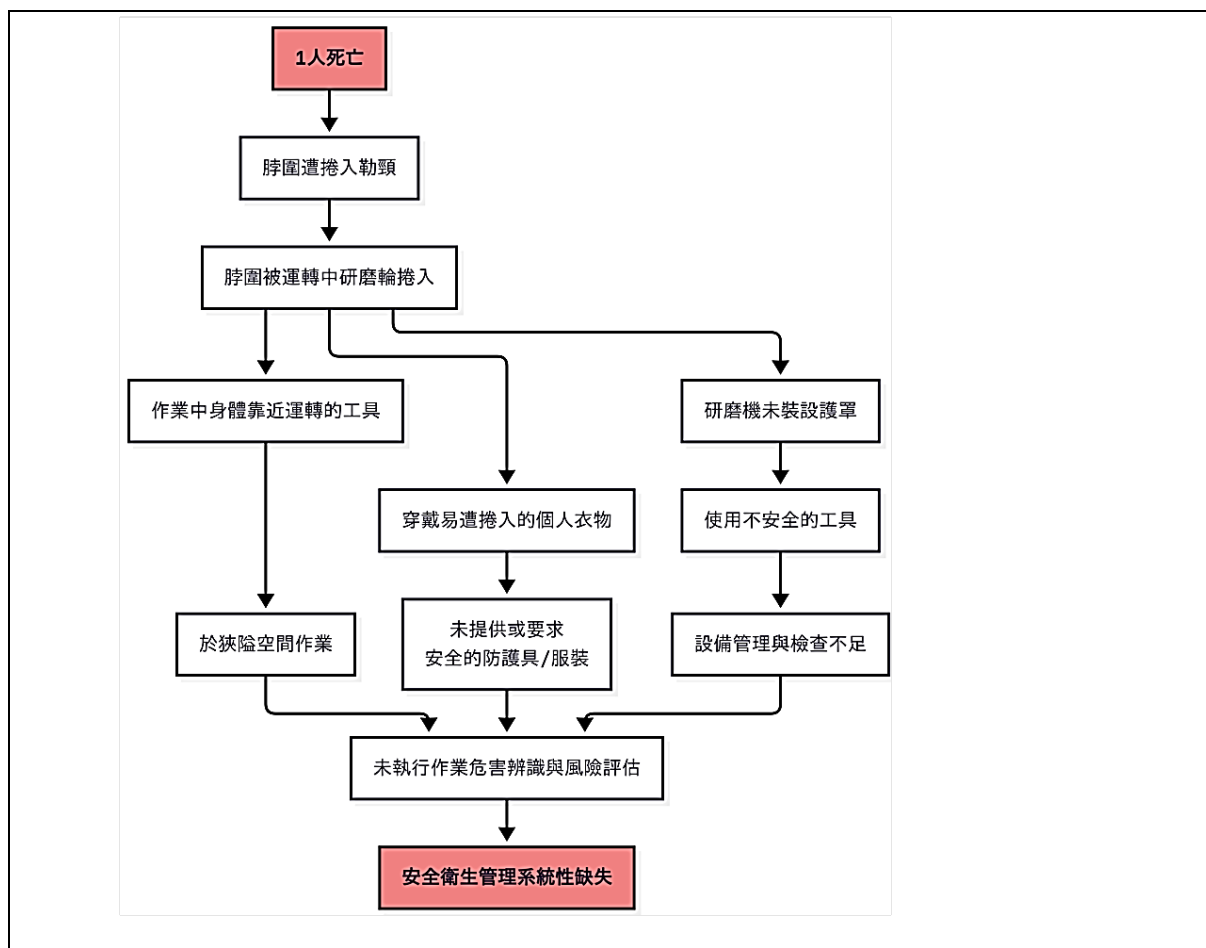 1人死亡
脖圍遭捲入勒頸
脖圍被運轉中研磨輪捲入
作業中身體靠近運轉的工具
研磨機未裝設護罩
穿戴易遭捲入的個人衣物
使用不安全的工具
於狹隘空間作業
未提供或要求
安全的防護具/服裝
設備管理與檢查不足
未執行作業危害辨識與風險評估
安全衛生管理系統性缺失